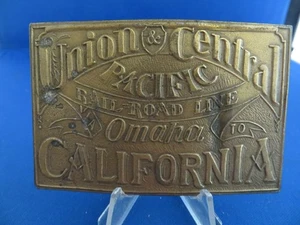 Union & Central
PACIFIC
RAIL-ROAD LINE
Omaha TO
CALIFORNIA